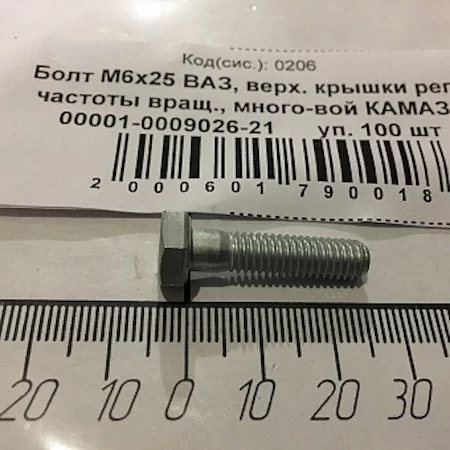 Код(сис.): 0206
Болт М6х25 ВАЗ, верх. крышки рег
частоты вращ., много-вой КАМАЗ
00001-0009026-21 уп. 100 шт
2 000601 790018
20 10 0 10 20 30